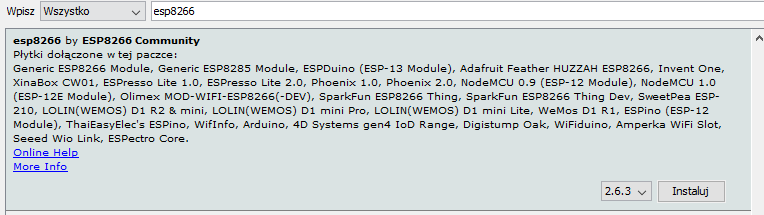 Wpisz Wszystko esp8266
esp8266 by ESP8266 Community
Płytki dołączone w tej paczce:
Generic ESP8266 Module, Generic ESP8285 Module, ESPDuino (ESP-13 Module), Adafruit Feather HUZZAH ESP8266, Invent One,
XinaBox CW01, ESPresso Lite 1.0, ESPresso Lite 2.0, Phoenix 1.0, Phoenix 2.0, NodeMCU 0.9 (ESP-12 Module), NodeMCU 1.0
(ESP-12E Module), Olimex MOD-WIFI-ESP8266(-DEV), SparkFun ESP8266 Thing, SparkFun ESP8266 Thing Dev, SweetPea ESP-
210, LOLIN(WEMOS) D1 R2 & mini, LOLIN(WEMOS) D1 mini Pro, LOLIN(WEMOS) D1 mini Lite, WeMos D1 R1, ESPino (ESP-12
Module), ThaiEasyElec's ESPino, WifInfo, Arduino, 4D Systems gen4 IoD Range, Digistump Oak, WiFiduino, Amperka WiFi Slot,
Seeed Wio Link, ESPectro Core.
Online Help
More Info
2.6.3 Instaluj